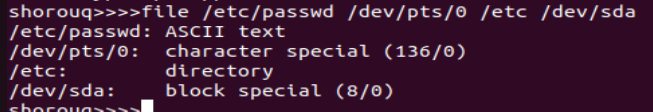 shorouq>>>>file /etc/passwd /dev/pts/0 /etc /dev/sda
/etc/passwd: ASCII text
/dev/pts/0:  character special (136/0)
/etc:        directory
/dev/sda:    block special (8/0)
shorouq>>>>